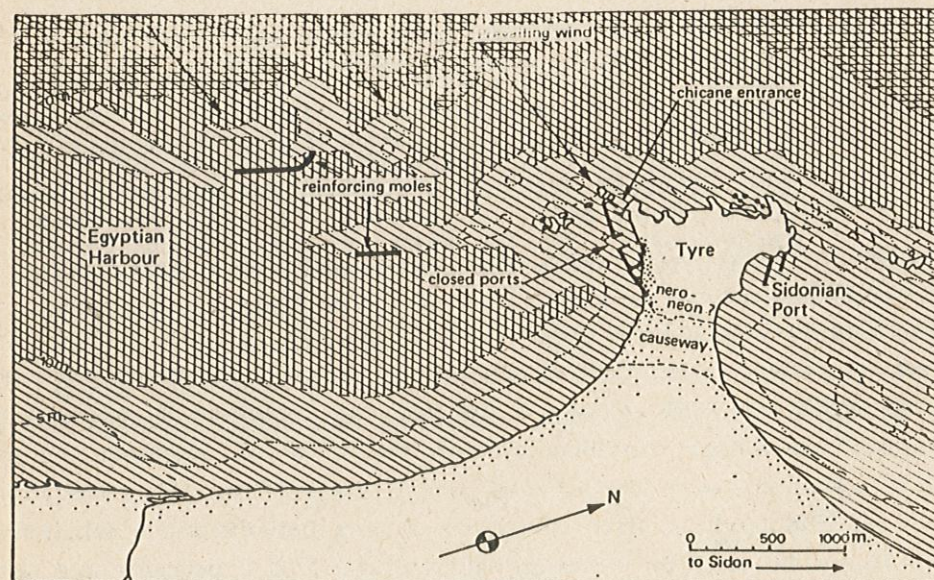 prevailing wind
chicane entrance
reinforcing moles
Egyptian
Harbour
Tyre
closed ports
Sidonian
Port
nero-
neon ?
causeway
10m.
5m.
N
0 500 1000m.
to Sidon